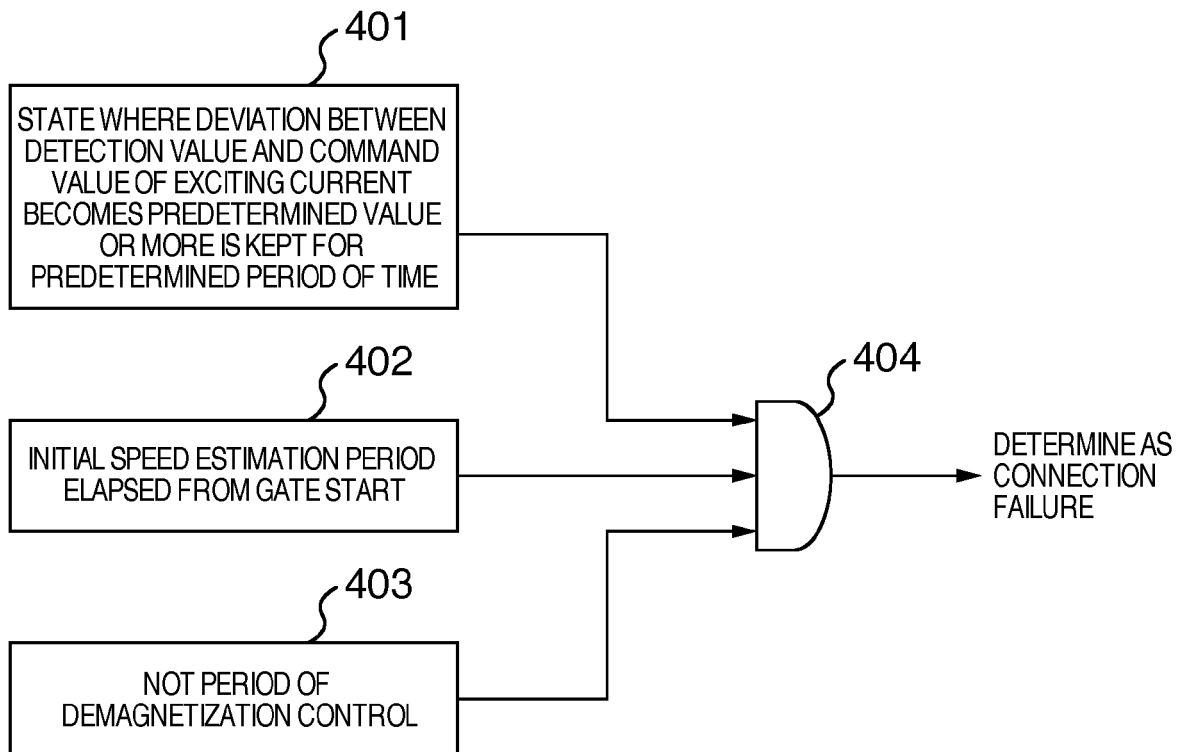 401
STATE WHERE DEVIATION BETWEEN
DETECTION VALUE AND COMMAND
VALUE OF EXCITING CURRENT
BECOMES PREDETERMINED VALUE
OR MORE IS KEPT FOR
PREDETERMINED PERIOD OF TIME
402
INITIAL SPEED ESTIMATION PERIOD
ELAPSED FROM GATE START
403
NOT PERIOD OF
DEMAGNETIZATION CONTROL
404
DETERMINE AS
CONNECTION
FAILURE